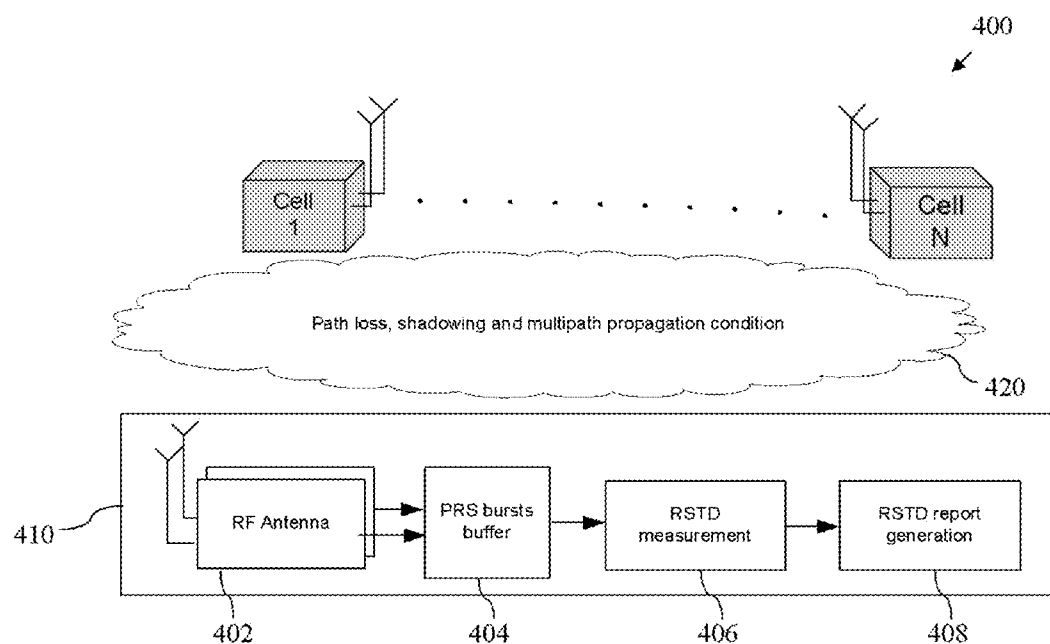 400
Cell
1
Cell
N
Path loss, shadowing and multipath propagation condition
420
410
RF Antenna
PRS bursts
buffer
RSTD
measurement
RSTD report
generation
402
404
406
408